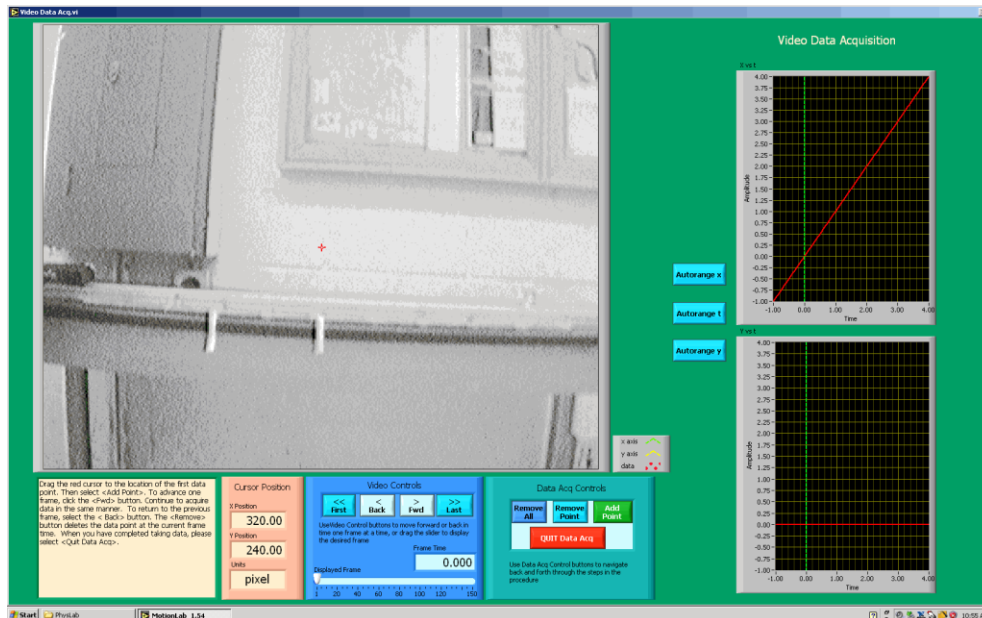 Video Data Acq.vi
Video Data Acquisition
X vs t
4.00
3.75
3.50
3.25
3.00
2.75
2.50
2.25
2.00
1.75
1.50
1.25
1.00
0.75
0.50
0.25
0.00
-0.25
-0.50
-0.75
-1.00
Amplitude
-1.00 0.00 1.00 2.00 3.00 4.00
Time
Autorange x
Autorange t
Autorange y
Y vs t
4.00
3.75
3.50
3.25
3.00
2.75
2.50
2.25
2.00
1.75
1.50
1.25
1.00
0.75
0.50
0.25
0.00
-0.25
-0.50
-0.75
-1.00
Amplitude
-1.00 0.00 1.00 2.00 3.00 4.00
Time
x axis
y axis
data
Drag the red cursor to the location of the first data
point. Then select <Add Point>. To advance one
frame, click the <Fwd> button. Continue to acquire
data in the same manner. To return to the previous
frame, select the < Back> button. The <Remove>
button deletes the data point at the current frame
time. When you have completed taking data, please
select <Quit Data Acq>.
Cursor Position
X Position
320.00
Y Position
240.00
Units
pixel
Video Controls
<< First
< Back
> Fwd
>> Last
UseVideo Control buttons to move forward or back in
time one frame at a time, or drag the slider to display
the desired frame
Frame Time
0.000
Displayed Frame
1 20 40 60 80 100 120 150
Data Acq Controls
Remove All
Remove Point
Add Point
QUIT Data Acq
Use Data Acq Control buttons to navigate
back and forth through the steps in the
procedure
Start
PhysLab
MotionLab 1.54